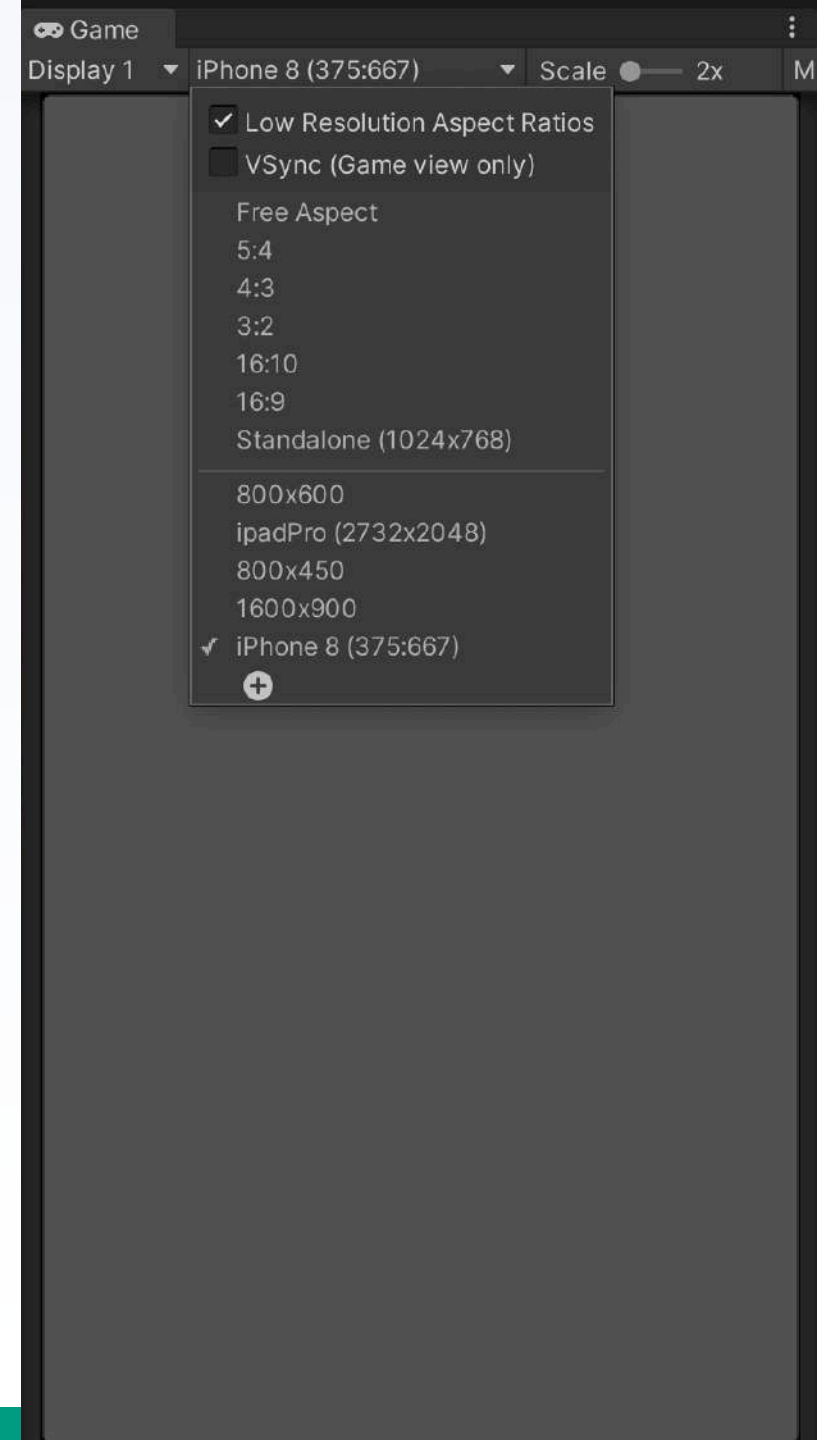 Game
Display 1 iPhone 8 (375:667) Scale 2x M
Low Resolution Aspect Ratios
VSync (Game view only)
Free Aspect
5:4
4:3
3:2
16:10
16:9
Standalone (1024x768)
800x600
ipadPro (2732x2048)
800x450
1600x900
iPhone 8 (375:667)